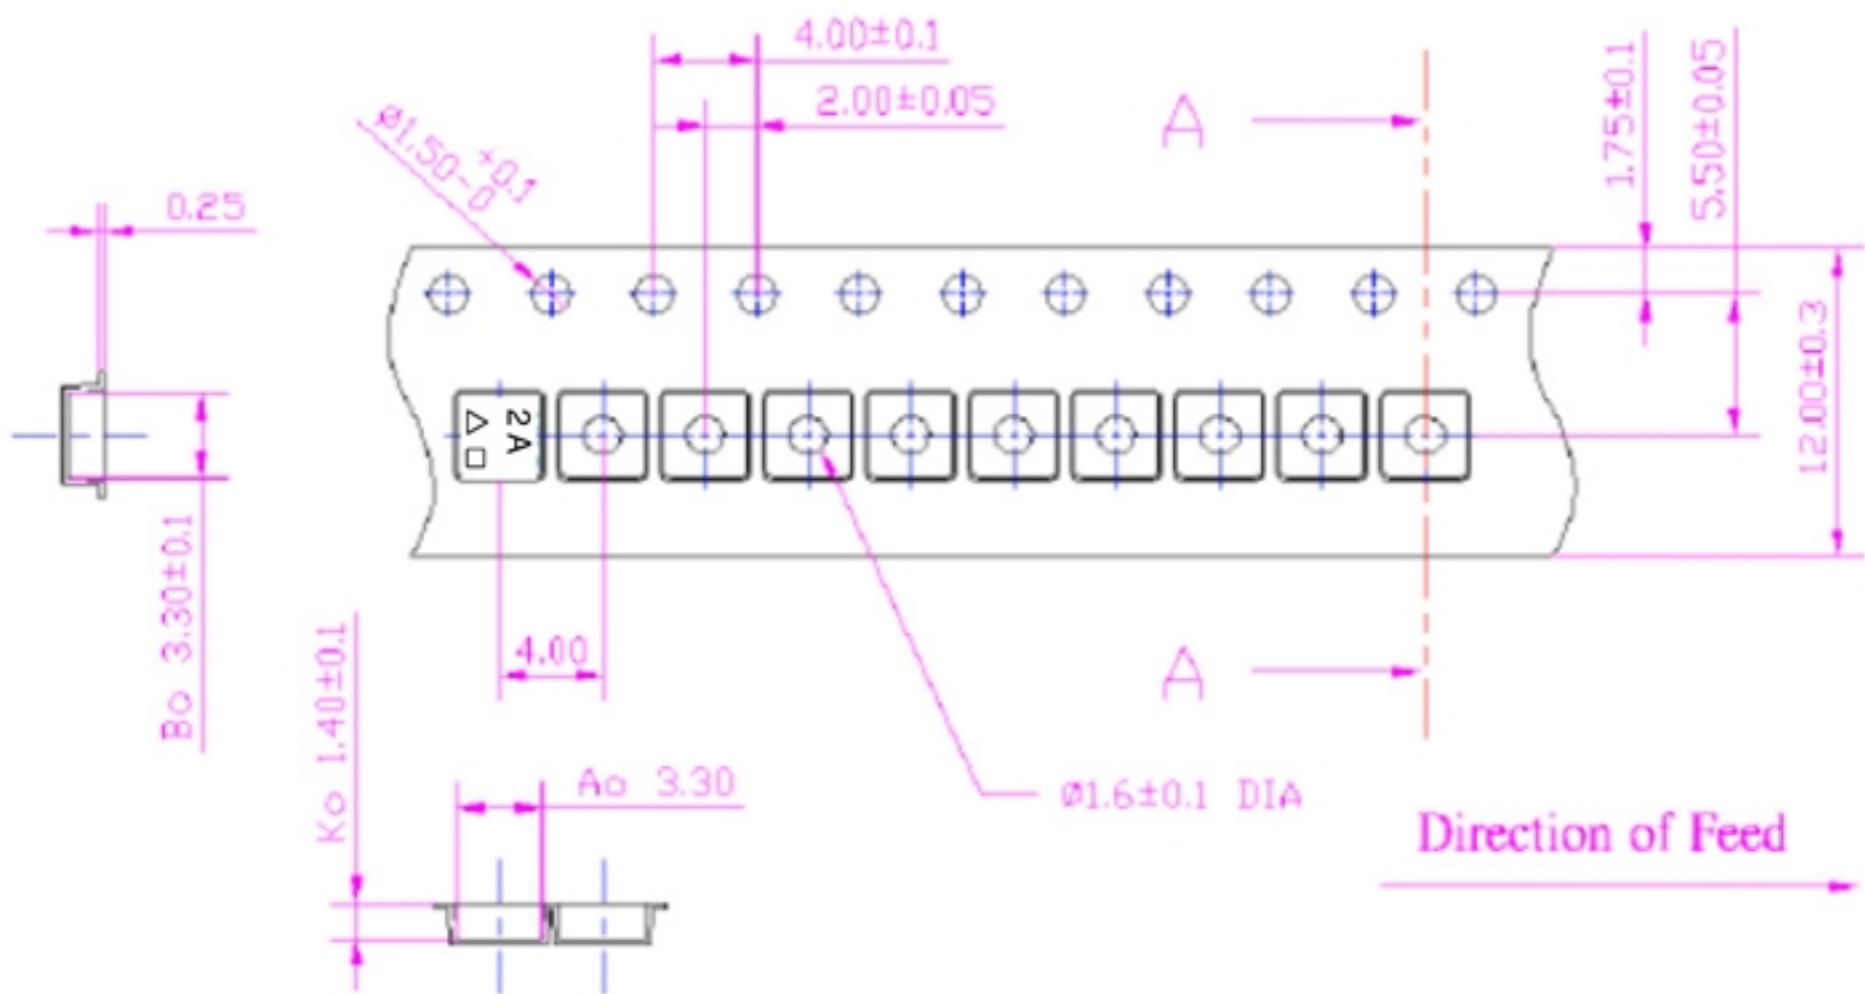 4.00±0.1
2.00±0.05
Ø1.50 +0.1
-0
A
1.75±0.1
5.50±0.05
0.25
12.00±0.3
2A
△□
Bo 3.30±0.1
4.00
A
Ko 1.40±0.1
Ao 3.30
Ø1.6±0.1 DIA
Direction of Feed